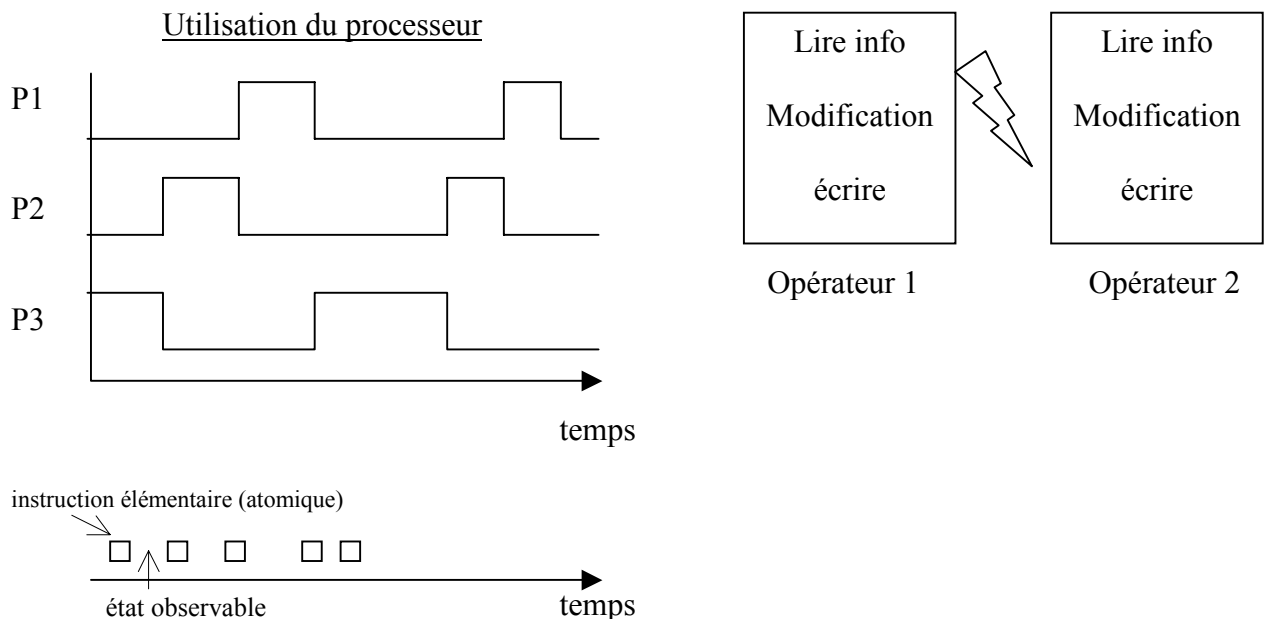 Utilisation du processeur
P1
P2
P3
temps
Lire info
Modification
écrire
Opérateur 1
Lire info
Modification
écrire
Opérateur 2
instruction élémentaire (atomique)
état observable
temps